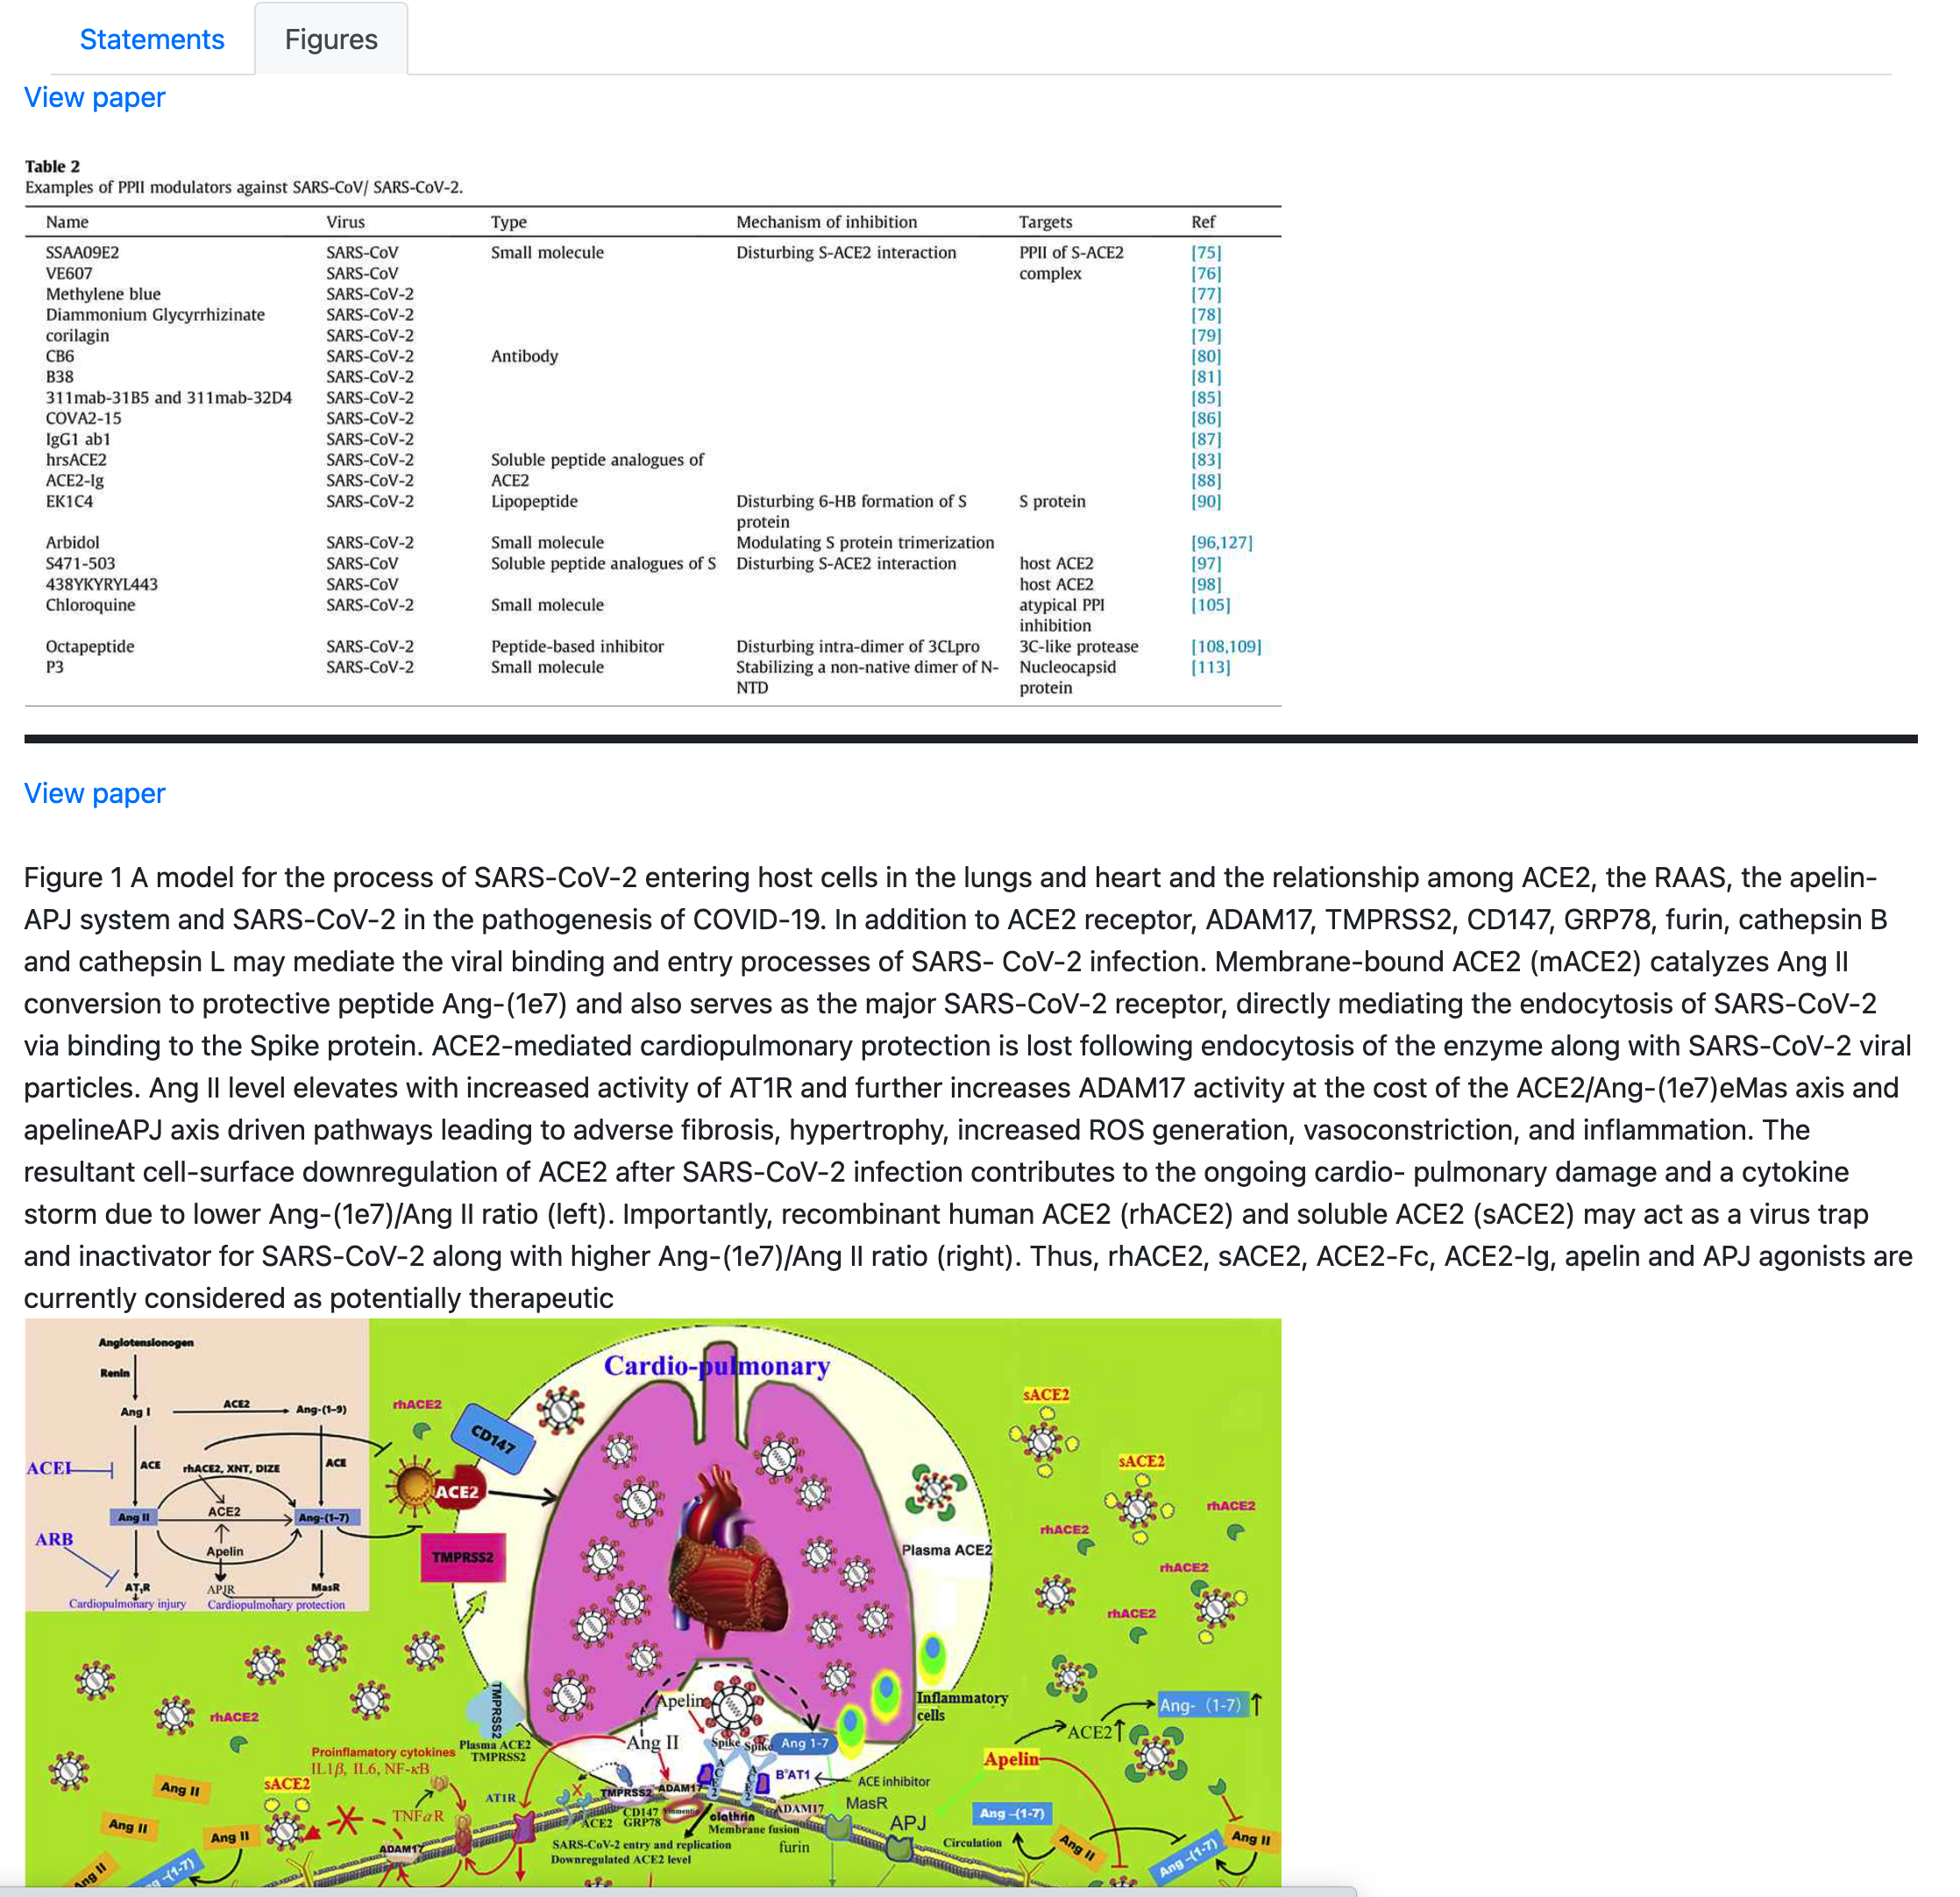 Statements
Figures
View paper
Table 2
Examples of PPII modulators against SARS-CoV/ SARS-CoV-2.
Name Virus Type Mechanism of inhibition Targets Ref
SSAA09E2 SARS-CoV Small molecule Disturbing S-ACE2 interaction PPII of S-ACE2 [75]
VE607 SARS-CoV complex [76]
Methylene blue SARS-CoV-2 [77]
Diammonium Glycyrrhizinate SARS-CoV-2 [78]
corilagin SARS-CoV-2 [79]
CB6 SARS-CoV-2 Antibody [80]
B38 SARS-CoV-2 [81]
311mab-31B5 and 311mab-32D4 SARS-CoV-2 [85]
COVA2-15 SARS-CoV-2 [86]
IgG1 ab1 SARS-CoV-2 [87]
hrsACE2 SARS-CoV-2 Soluble peptide analogues of [83]
ACE2-Ig SARS-CoV-2 ACE2 [88]
EK1C4 SARS-CoV-2 Lipopeptide Disturbing 6-HB formation of S S protein [90]
protein
Arbidol SARS-CoV-2 Small molecule Modulating S protein trimerization [96,127]
S471-503 SARS-CoV Soluble peptide analogues of S Disturbing S-ACE2 interaction host ACE2 [97]
438YKYRYL443 SARS-CoV host ACE2 [98]
Chloroquine SARS-CoV-2 Small molecule atypical PPI [105]
inhibition
Octapeptide SARS-CoV-2 Peptide-based inhibitor Disturbing intra-dimer of 3CLpro 3C-like protease [108,109]
P3 SARS-CoV-2 Small molecule Stabilizing a non-native dimer of N- Nucleocapsid [113]
NTD protein
View paper
Figure 1 A model for the process of SARS-CoV-2 entering host cells in the lungs and heart and the relationship among ACE2, the RAAS, the apelin-
APJ system and SARS-CoV-2 in the pathogenesis of COVID-19. In addition to ACE2 receptor, ADAM17, TMPRSS2, CD147, GRP78, furin, cathepsin B
and cathepsin L may mediate the viral binding and entry processes of SARS- CoV-2 infection. Membrane-bound ACE2 (mACE2) catalyzes Ang II
conversion to protective peptide Ang-(1e7) and also serves as the major SARS-CoV-2 receptor, directly mediating the endocytosis of SARS-CoV-2
via binding to the Spike protein. ACE2-mediated cardiopulmonary protection is lost following endocytosis of the enzyme along with SARS-CoV-2 viral
particles. Ang II level elevates with increased activity of AT1R and further increases ADAM17 activity at the cost of the ACE2/Ang-(1e7)eMas axis and
apelineAPJ axis driven pathways leading to adverse fibrosis, hypertrophy, increased ROS generation, vasoconstriction, and inflammation. The
resultant cell-surface downregulation of ACE2 after SARS-CoV-2 infection contributes to the ongoing cardio- pulmonary damage and a cytokine
storm due to lower Ang-(1e7)/Ang II ratio (left). Importantly, recombinant human ACE2 (rhACE2) and soluble ACE2 (sACE2) may act as a virus trap
and inactivator for SARS-CoV-2 along with higher Ang-(1e7)/Ang II ratio (right). Thus, rhACE2, sACE2, ACE2-Fc, ACE2-Ig, apelin and APJ agonists are
currently considered as potentially therapeutic
Angiotensionogen
Renin
Ang I
ACE2
Ang-(1-9)
ACEI
ACE
rhACE2, XNT, DIZE
ACE
Ang II
ACE2
Ang-(1-7)
ARB
Apelin
AT₁R
APJR
MasR
Cardiopulmonary injury
Cardiopulmonary protection
Cardio-pulmonary
rhACE2
CD147
ACE2
TMPRSS2
Plasma ACE2
sACE2
sACE2
rhACE2
rhACE2
rhACE2
rhACE2
rhACE2
TMPRSS2
Plasma ACE2
TMPRSS2
Inflammatory
cells
Apelin
Ang II
Spike
Spike
Ang 1-7
ACE2
ACE2
B⁰AT1
ACE inhibitor
Ang- (1-7)↑
ACE2↑
Apelin
Proinflamatory cytokines
IL1β, IL6, NF-κB
sACE2
TNFαR
AT1R
X
TMPRSS2
ADAM17
CD147
GRP78
Vimentin
ACE2
clathrin
Membrane fusion
ADAM17
MasR
APJ
furin
SARS-CoV-2 entry and replication
Downregulated ACE2 level
ADAM17
Ang II
Ang II
Ang II
Ang II
Ang -(1-7)
Circulation
Ang II
Ang -(1-7)
Ang II